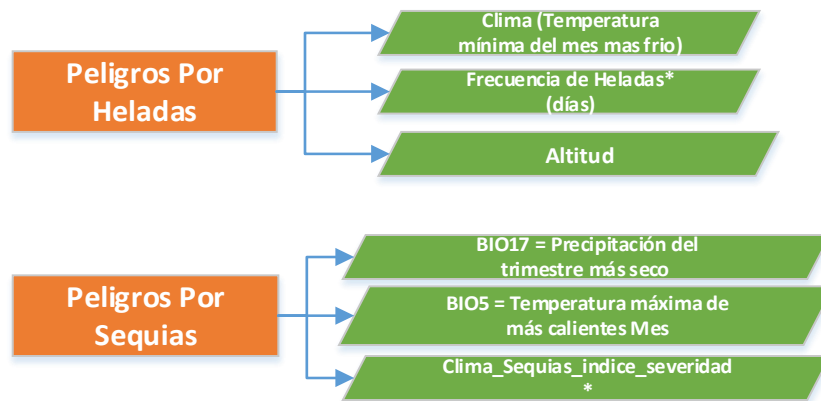 Peligros Por
Heladas
Clima (Temperatura
mínima del mes mas frio)
Frecuencia de Heladas*
(días)
Altitud
Peligros Por
Sequias
BIO17 = Precipitación del
trimestre más seco
BIO5 = Temperatura máxima de
más calientes Mes
Clima_Sequias_indice_severidad
*